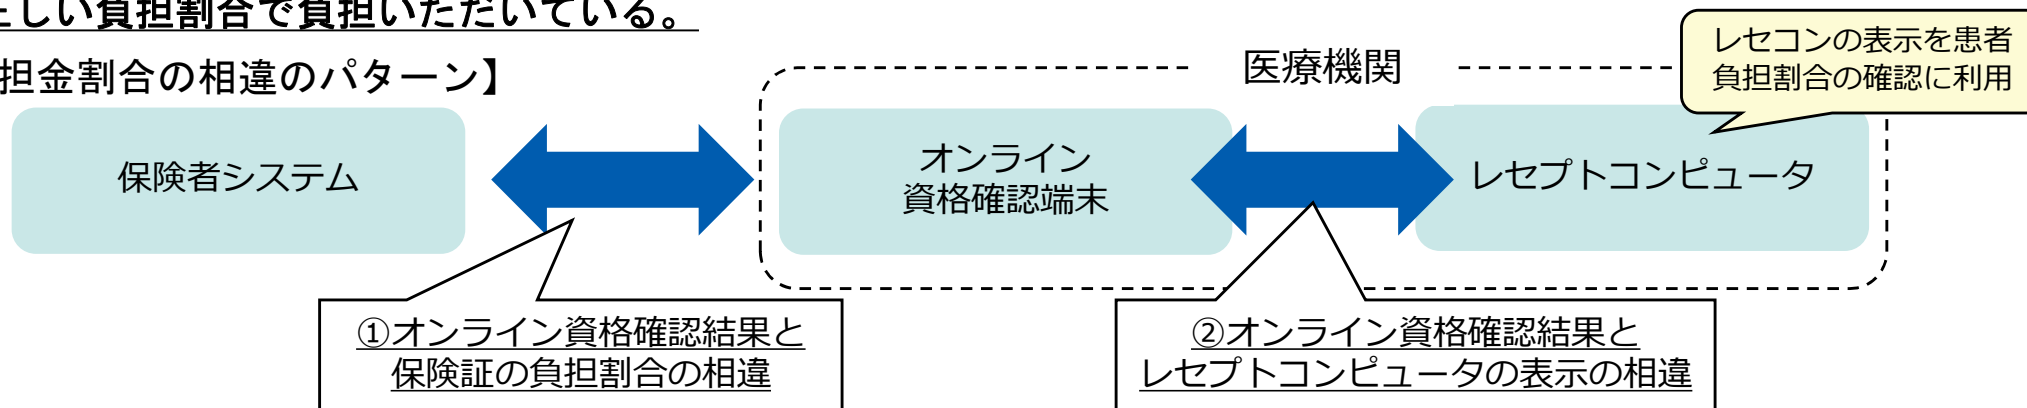 正しい負担割合で負担いただいている。
担金割合の相違のパターン】
医療機関
レセコンの表示を患者
負担割合の確認に利用
保険者システム
オンライン
資格確認端末
レセプトコンピュータ
①オンライン資格確認結果と
保険証の負担割合の相違
②オンライン資格確認結果と
レセプトコンピュータの表示の相違